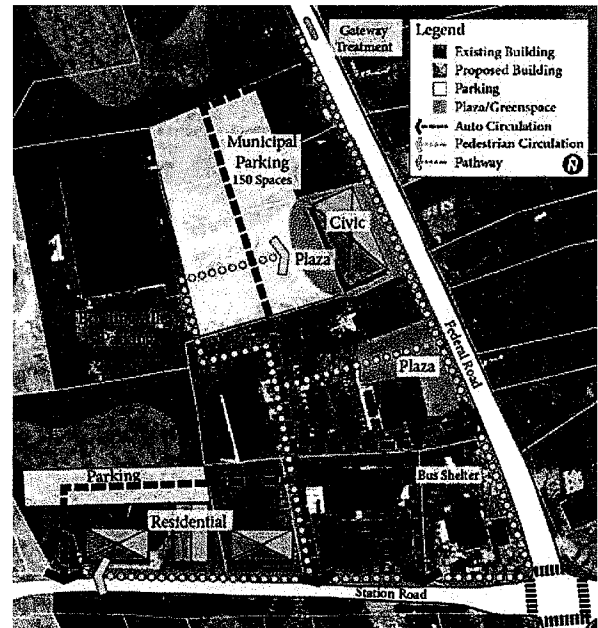 Gateway
Treatment
Legend
Existing Building
Proposed Building
Parking
Plaza/Greenspace
Auto Circulation
Pedestrian Circulation
Pathway
N
Municipal
Parking
150 Spaces
Civic
Plaza
Federal Road
Plaza
Bus Shelter
Parking
Residential
Station Road